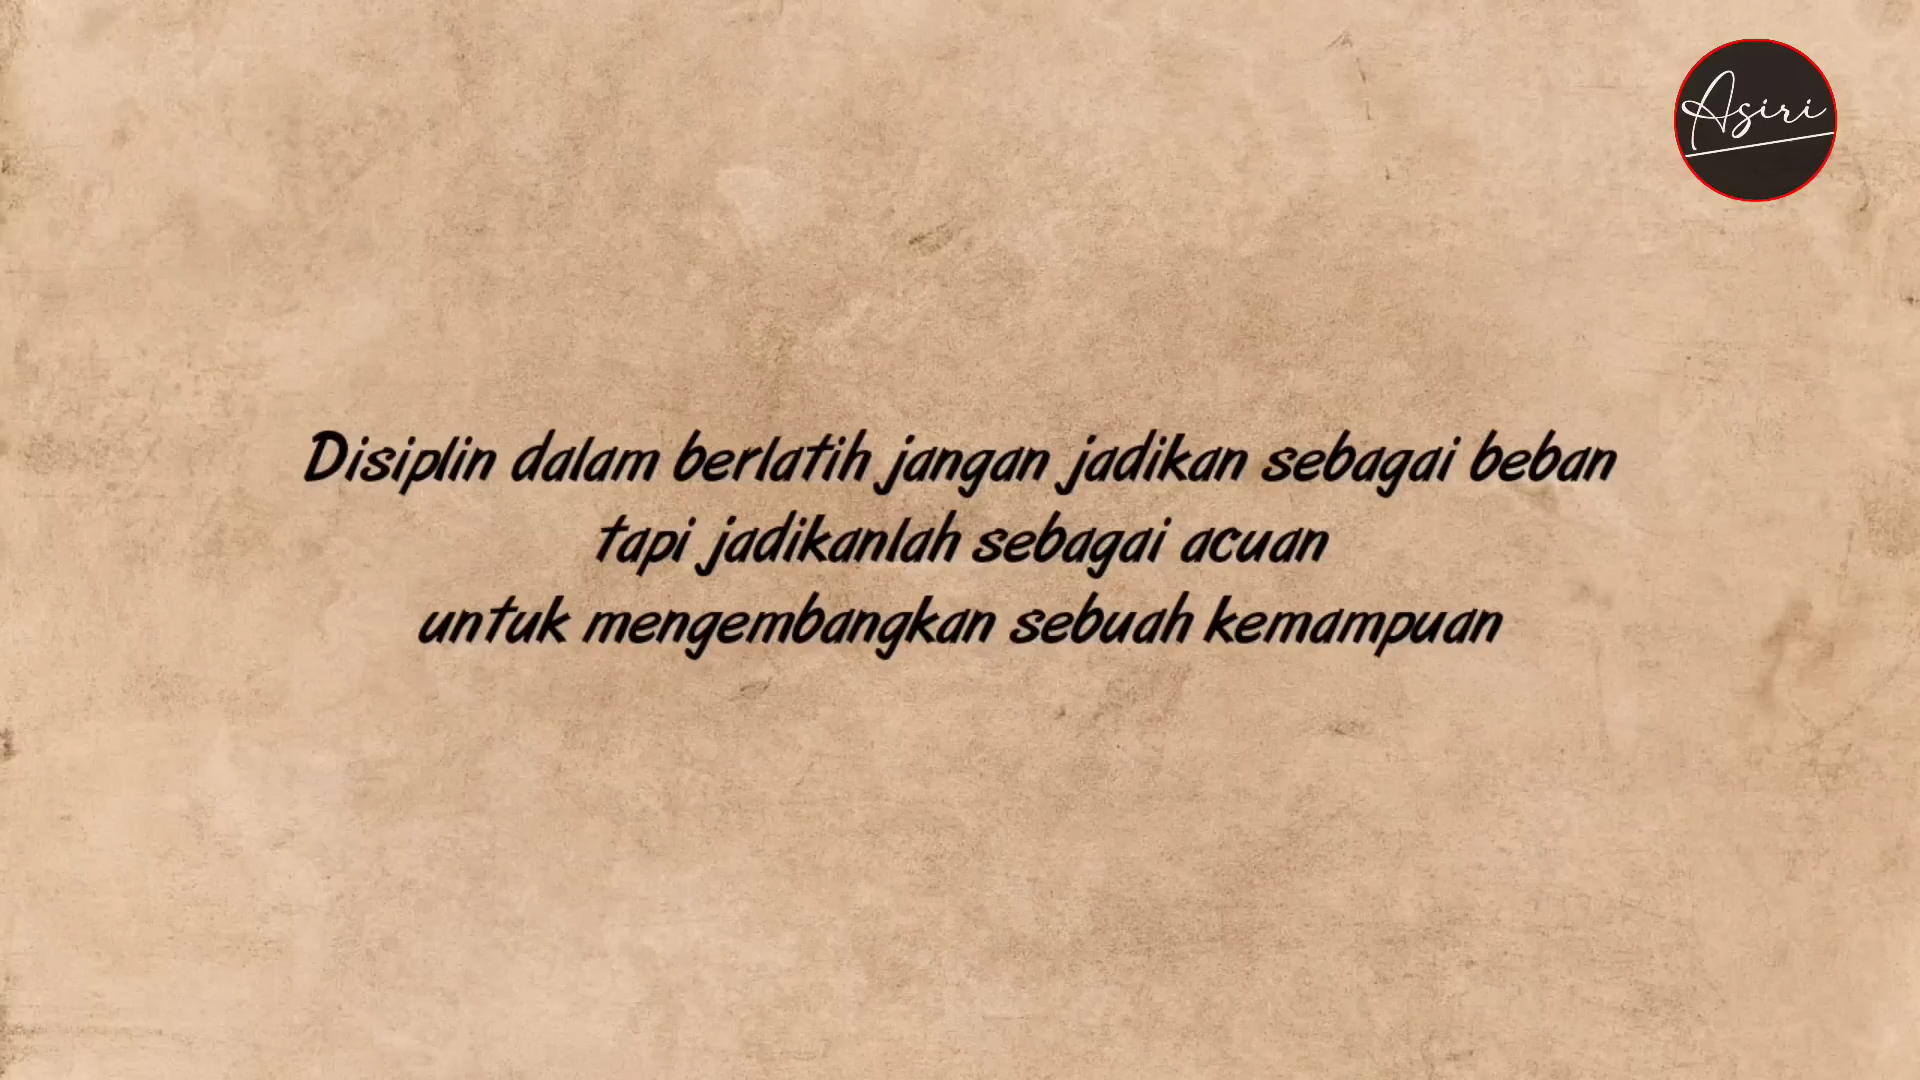 Asiri
Disiplin dalam berlatih jangan jadikan sebagai beban
tapi jadikanlah sebagai acuan
untuk mengembangkan sebuah kemampuan